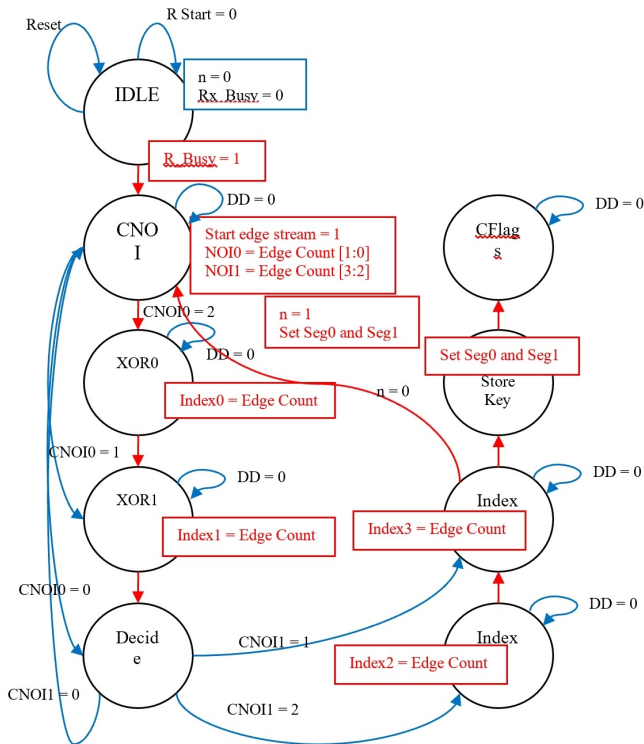 Reset
R Start = 0
IDLE
n = 0
Rx_Busy = 0
R_Busy = 1
DD = 0
CNO
I
Start edge stream = 1
NOI0 = Edge Count [1:0]
NOI1 = Edge Count [3:2]
CFlag
s
DD = 0
CNOI0 = 2
n = 1
Set Seg0 and Seg1
XOR0
DD = 0
Set Seg0 and Seg1
Store
Key
Index0 = Edge Count
n = 0
CNOI0 = 1
XOR1
DD = 0
Index1 = Edge Count
Index
DD = 0
Index3 = Edge Count
CNOI0 = 0
Decid
e
CNOI1 = 1
Index
DD = 0
Index2 = Edge Count
CNOI1 = 0
CNOI1 = 2